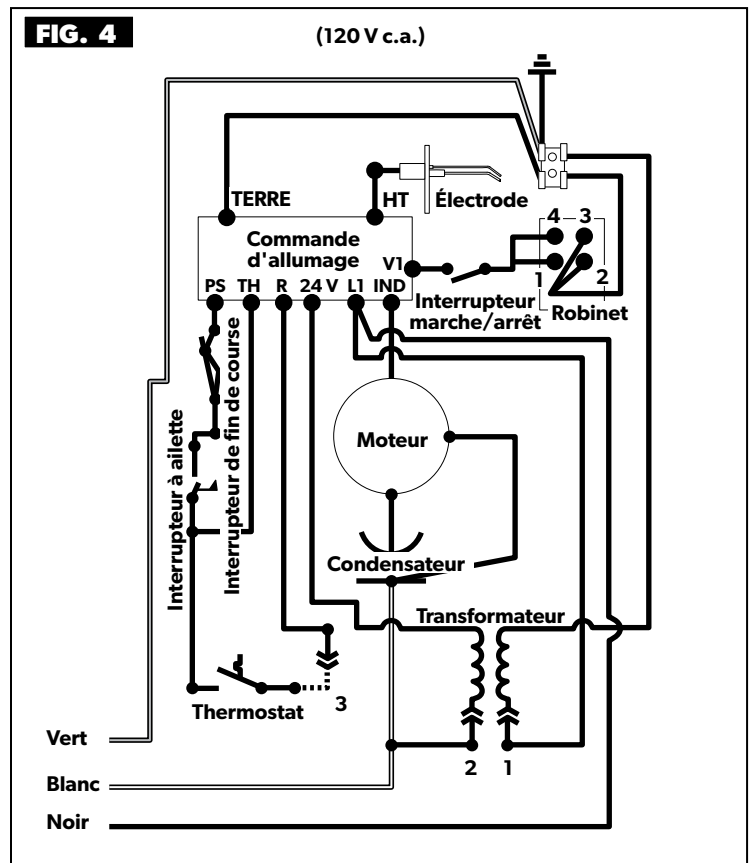 FIG. 4
(120 V c.a.)
TERRE
HT
Électrode
Commande
d'allumage
V1
4 3
1 2
PS TH R 24 V L1 IND
Interrupteur
marche/arrêt
Robinet
Interrupteur à ailette
Interrupteur de fin de course
Moteur
Condensateur
Transformateur
3
Thermostat
2 1
Vert
Blanc
Noir